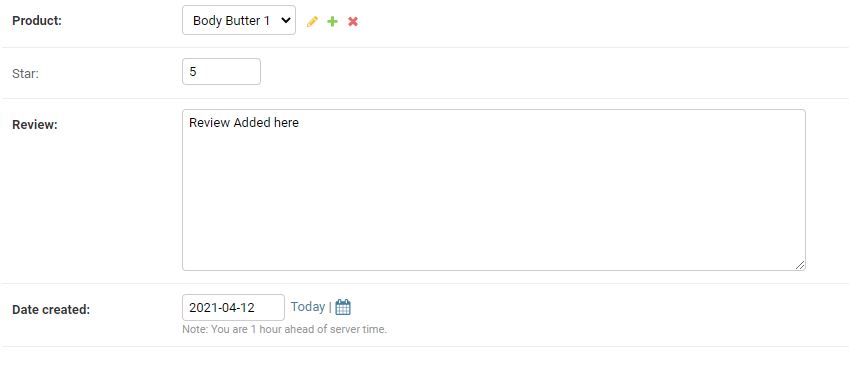 Product: Body Butter 1
Star: 5
Review: Review Added here
Date created: 2021-04-12 Today |
Note: You are 1 hour ahead of server time.